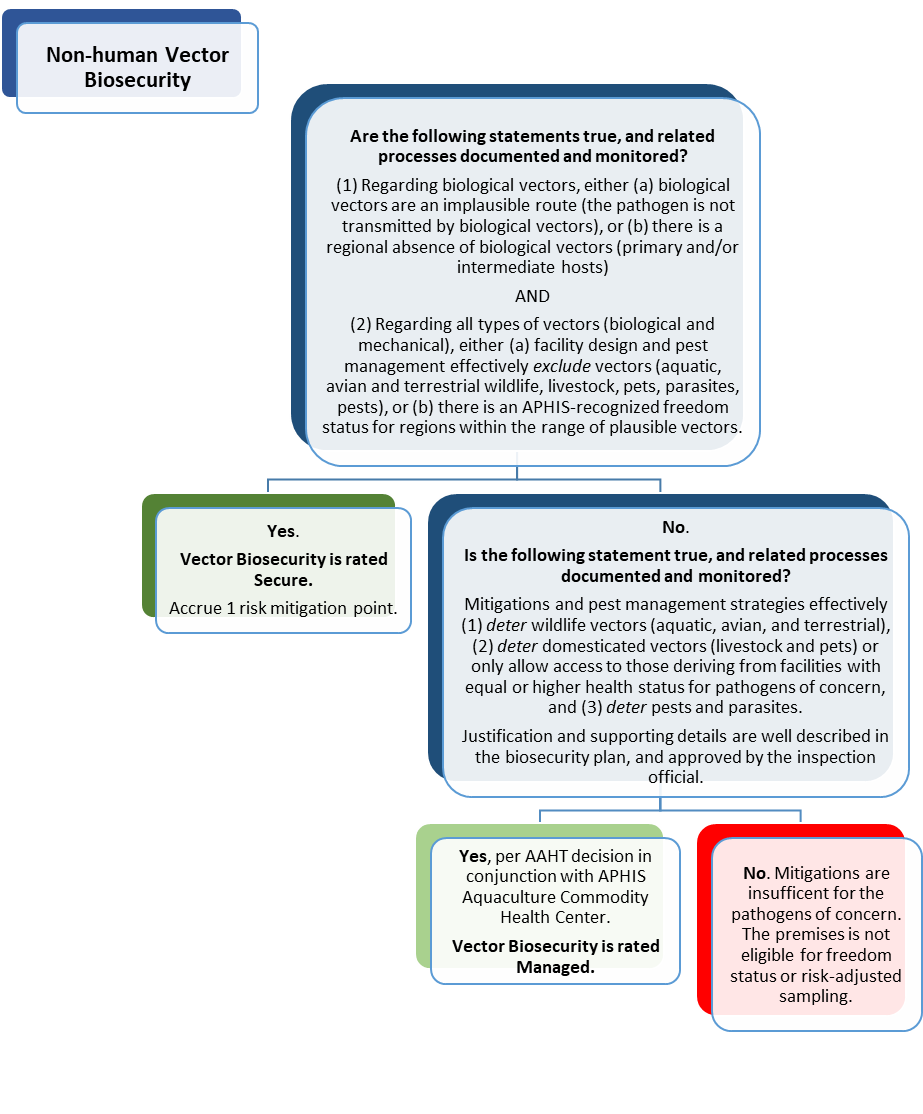 Non-human Vector
Biosecurity
Are the following statements true, and related
processes documented and monitored?
(1) Regarding biological vectors, either (a) biological
vectors are an implausible route (the pathogen is not
transmitted by biological vectors), or (b) there is a
regional absence of biological vectors (primary and/or
intermediate hosts)
AND
(2) Regarding all types of vectors (biological and
mechanical), either (a) facility design and pest
management effectively exclude vectors (aquatic,
avian and terrestrial wildlife, livestock, pets, parasites,
pests), or (b) there is an APHIS-recognized freedom
status for regions within the range of plausible vectors.
Yes.
Vector Biosecurity is rated
Secure.
Accrue 1 risk mitigation point.
No.
Is the following statement true, and related processes
documented and monitored?
Mitigations and pest management strategies effectively
(1) deter wildlife vectors (aquatic, avian, and terrestrial),
(2) deter domesticated vectors (livestock and pets) or
only allow access to those deriving from facilities with
equal or higher health status for pathogens of concern,
and (3) deter pests and parasites.
Justification and supporting details are well described in
the biosecurity plan, and approved by the inspection
official.
Yes, per AAHT decision in
conjunction with APHIS
Aquaculture Commodity
Health Center.
Vector Biosecurity is rated
Managed.
No. Mitigations are
insufficent for the
pathogens of concern.
The premises is not
eligible for freedom
status or risk-adjusted
sampling.